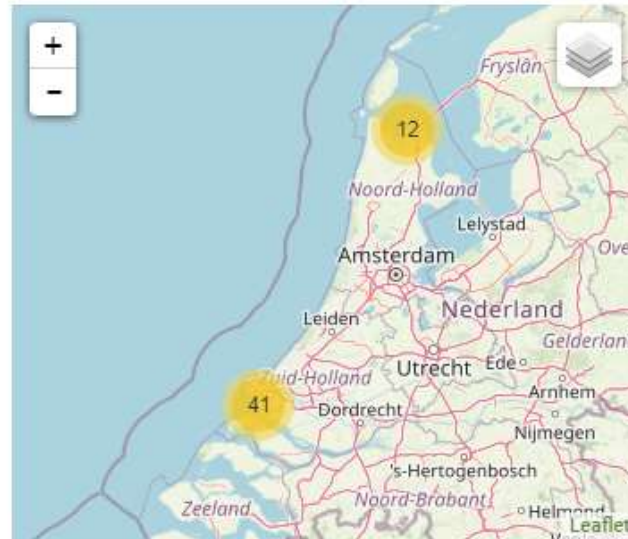 +
-
Fryslân
12
Noord-Holland
Lelystad
Ove
Amsterdam
Nederland
Leiden
Gelderland
Utrecht
Ede
Zuid-Holland
Arnhem
41
Dordrecht
Nijmegen
's-Hertogenbosch
Zeeland
Noord-Brabant
Helmond
Leaflet